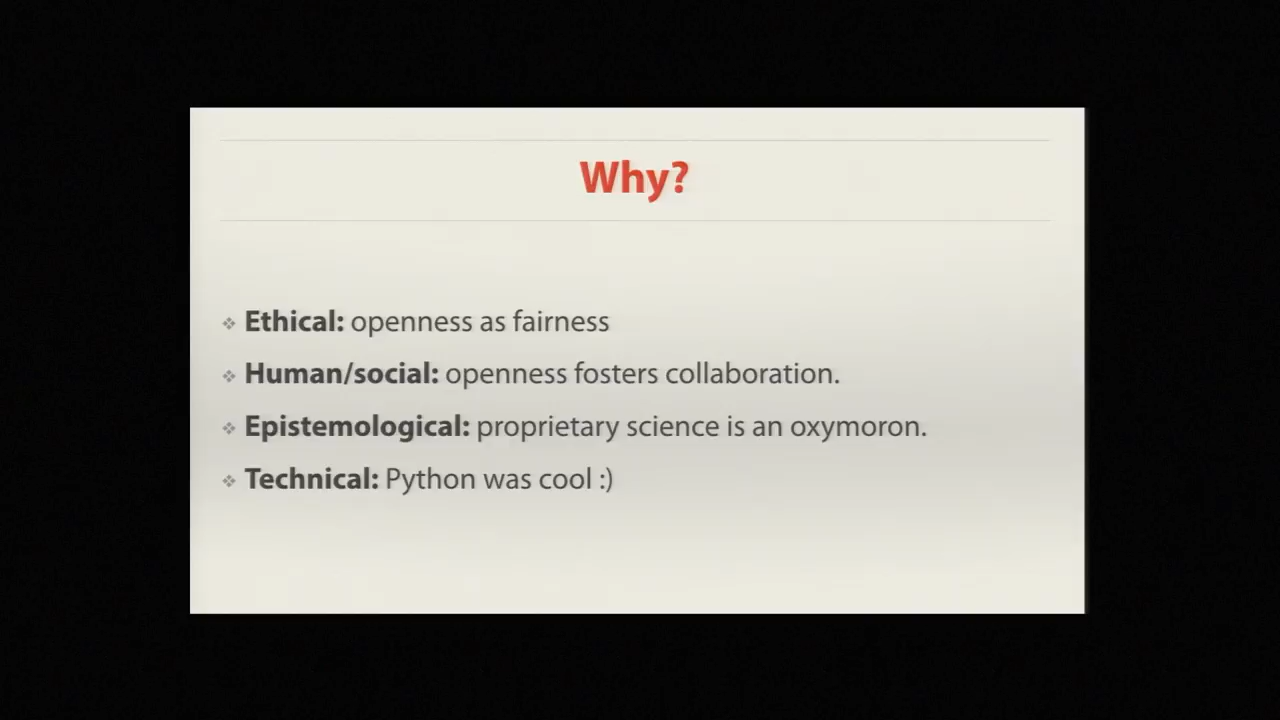 Why?
Ethical: openness as fairness
Human/social: openness fosters collaboration.
Epistemological: proprietary science is an oxymoron.
Technical: Python was cool :)